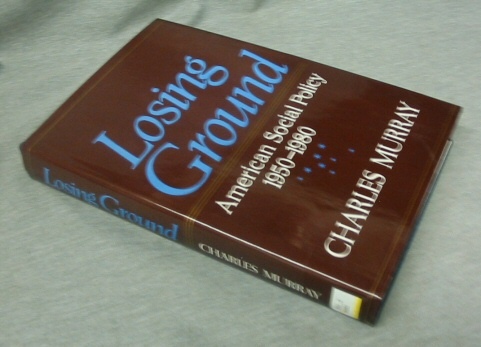 Losing
Ground
American Social Policy
1950-1980
CHARLES MURRAY
Losing Ground
CHARLES MURRAY